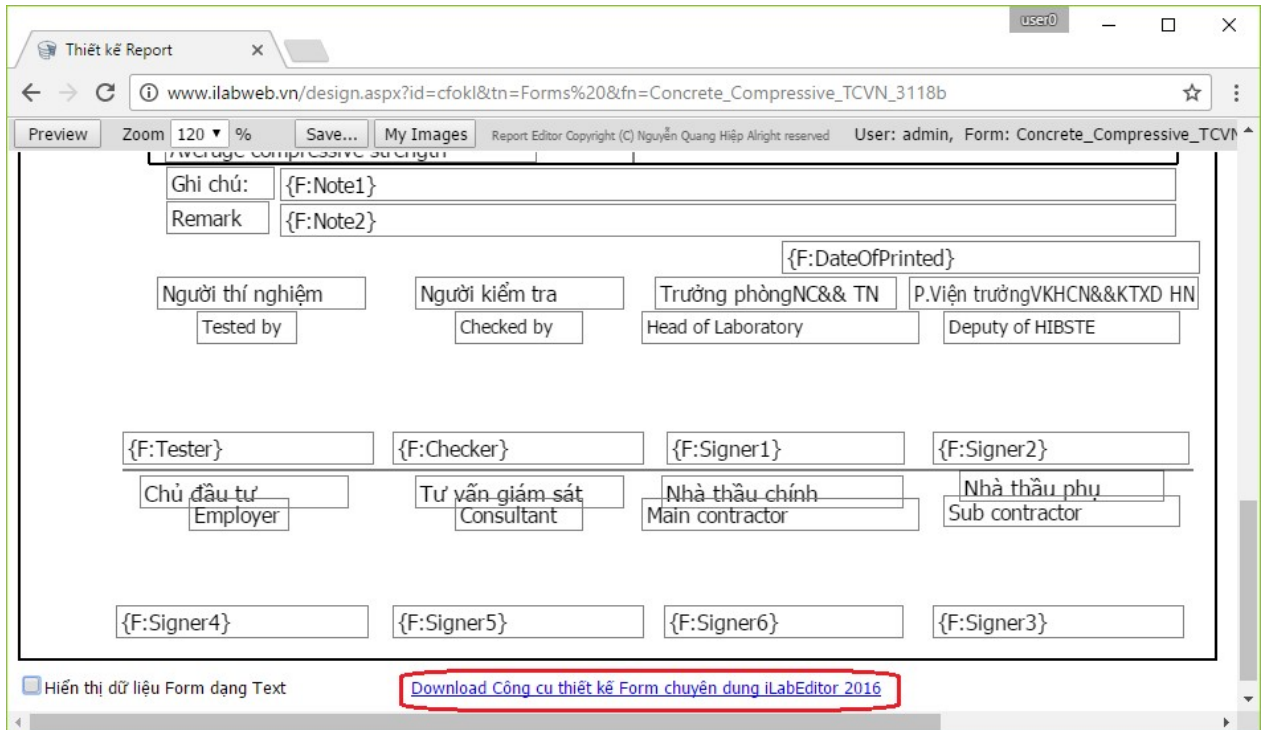 user0
Thiết kế Report
www.ilabweb.vn/design.aspx?id=cfokl&tn=Forms%20&fn=Concrete_Compressive_TCVN_3118b
Preview Zoom 120 % Save... My Images Report Editor Copyright (C) Nguyễn Quang Hiệp Alright reserved User: admin, Form: Concrete_Compressive_TCVN
Average compressive strength
Ghi chú: {F:Note1}
Remark {F:Note2}
{F:DateOfPrinted}
Người thí nghiệm Người kiểm tra Trưởng phòngNC&& TN P.Viện trưởngVKHCN&&KTXD HN
Tested by Checked by Head of Laboratory Deputy of HIBSTE
{F:Tester} {F:Checker} {F:Signer1} {F:Signer2}
Chủ đầu tư Tư vấn giám sát Nhà thầu chính Nhà thầu phụ
Employer Consultant Main contractor Sub contractor
{F:Signer4} {F:Signer5} {F:Signer6} {F:Signer3}
Hiển thị dữ liệu Form dạng Text Download Công cu thiết kế Form chuyên dung iLabEditor 2016